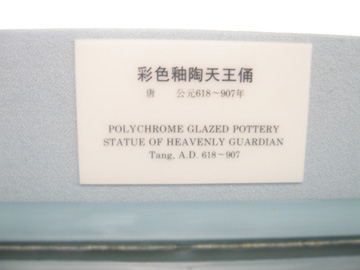 彩色釉陶天王俑
唐 公元618～907年
POLYCHROME GLAZED POTTERY
STATUE OF HEAVENLY GUARDIAN
Tang, A.D. 618－907